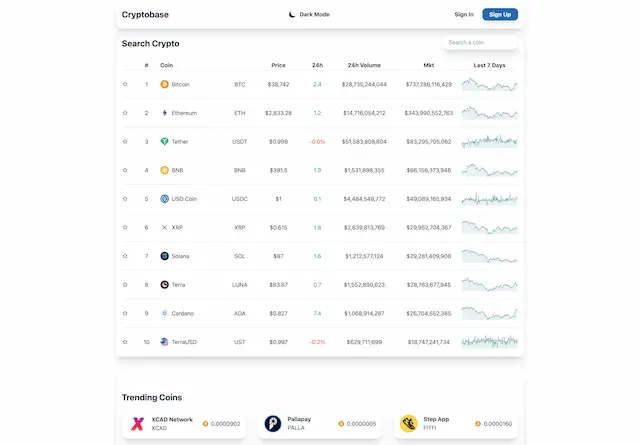 Cryptobase Dark Mode Sign In Sign Up
Search Crypto Search a coin
# Coin Price 24h 24h Volume Mkt Last 7 Days
1 Bitcoin BTC $38,742 2.4 $28,735,244,044 $737,286,116,429
2 Ethereum ETH $2,833.28 1.2 $14,716,054,212 $343,990,552,763
3 Tether USDT $0.998 -0.0% $51,583,808,804 $83,295,705,062
4 BNB BNB $391.5 1.9 $1,531,898,355 $66,156,373,946
5 USD Coin USDC $1 0.1 $4,484,548,772 $49,089,165,934
6 XRP XRP $0.615 1.8 $2,839,813,769 $29,952,704,367
7 Solana SOL $87 1.6 $1,212,577,124 $29,281,409,908
8 Terra LUNA $83.87 0.7 $1,552,890,623 $28,763,677,945
9 Cardano ADA $0.827 7.4 $1,068,914,287 $26,704,552,385
10 TerraUSD UST $0.997 -0.2% $629,711,699 $18,747,241,734
Trending Coins
XCAD Network 0.0000902 Pallapay 0.0000005 Step App 0.0000160
XCAD PALLA FITFI